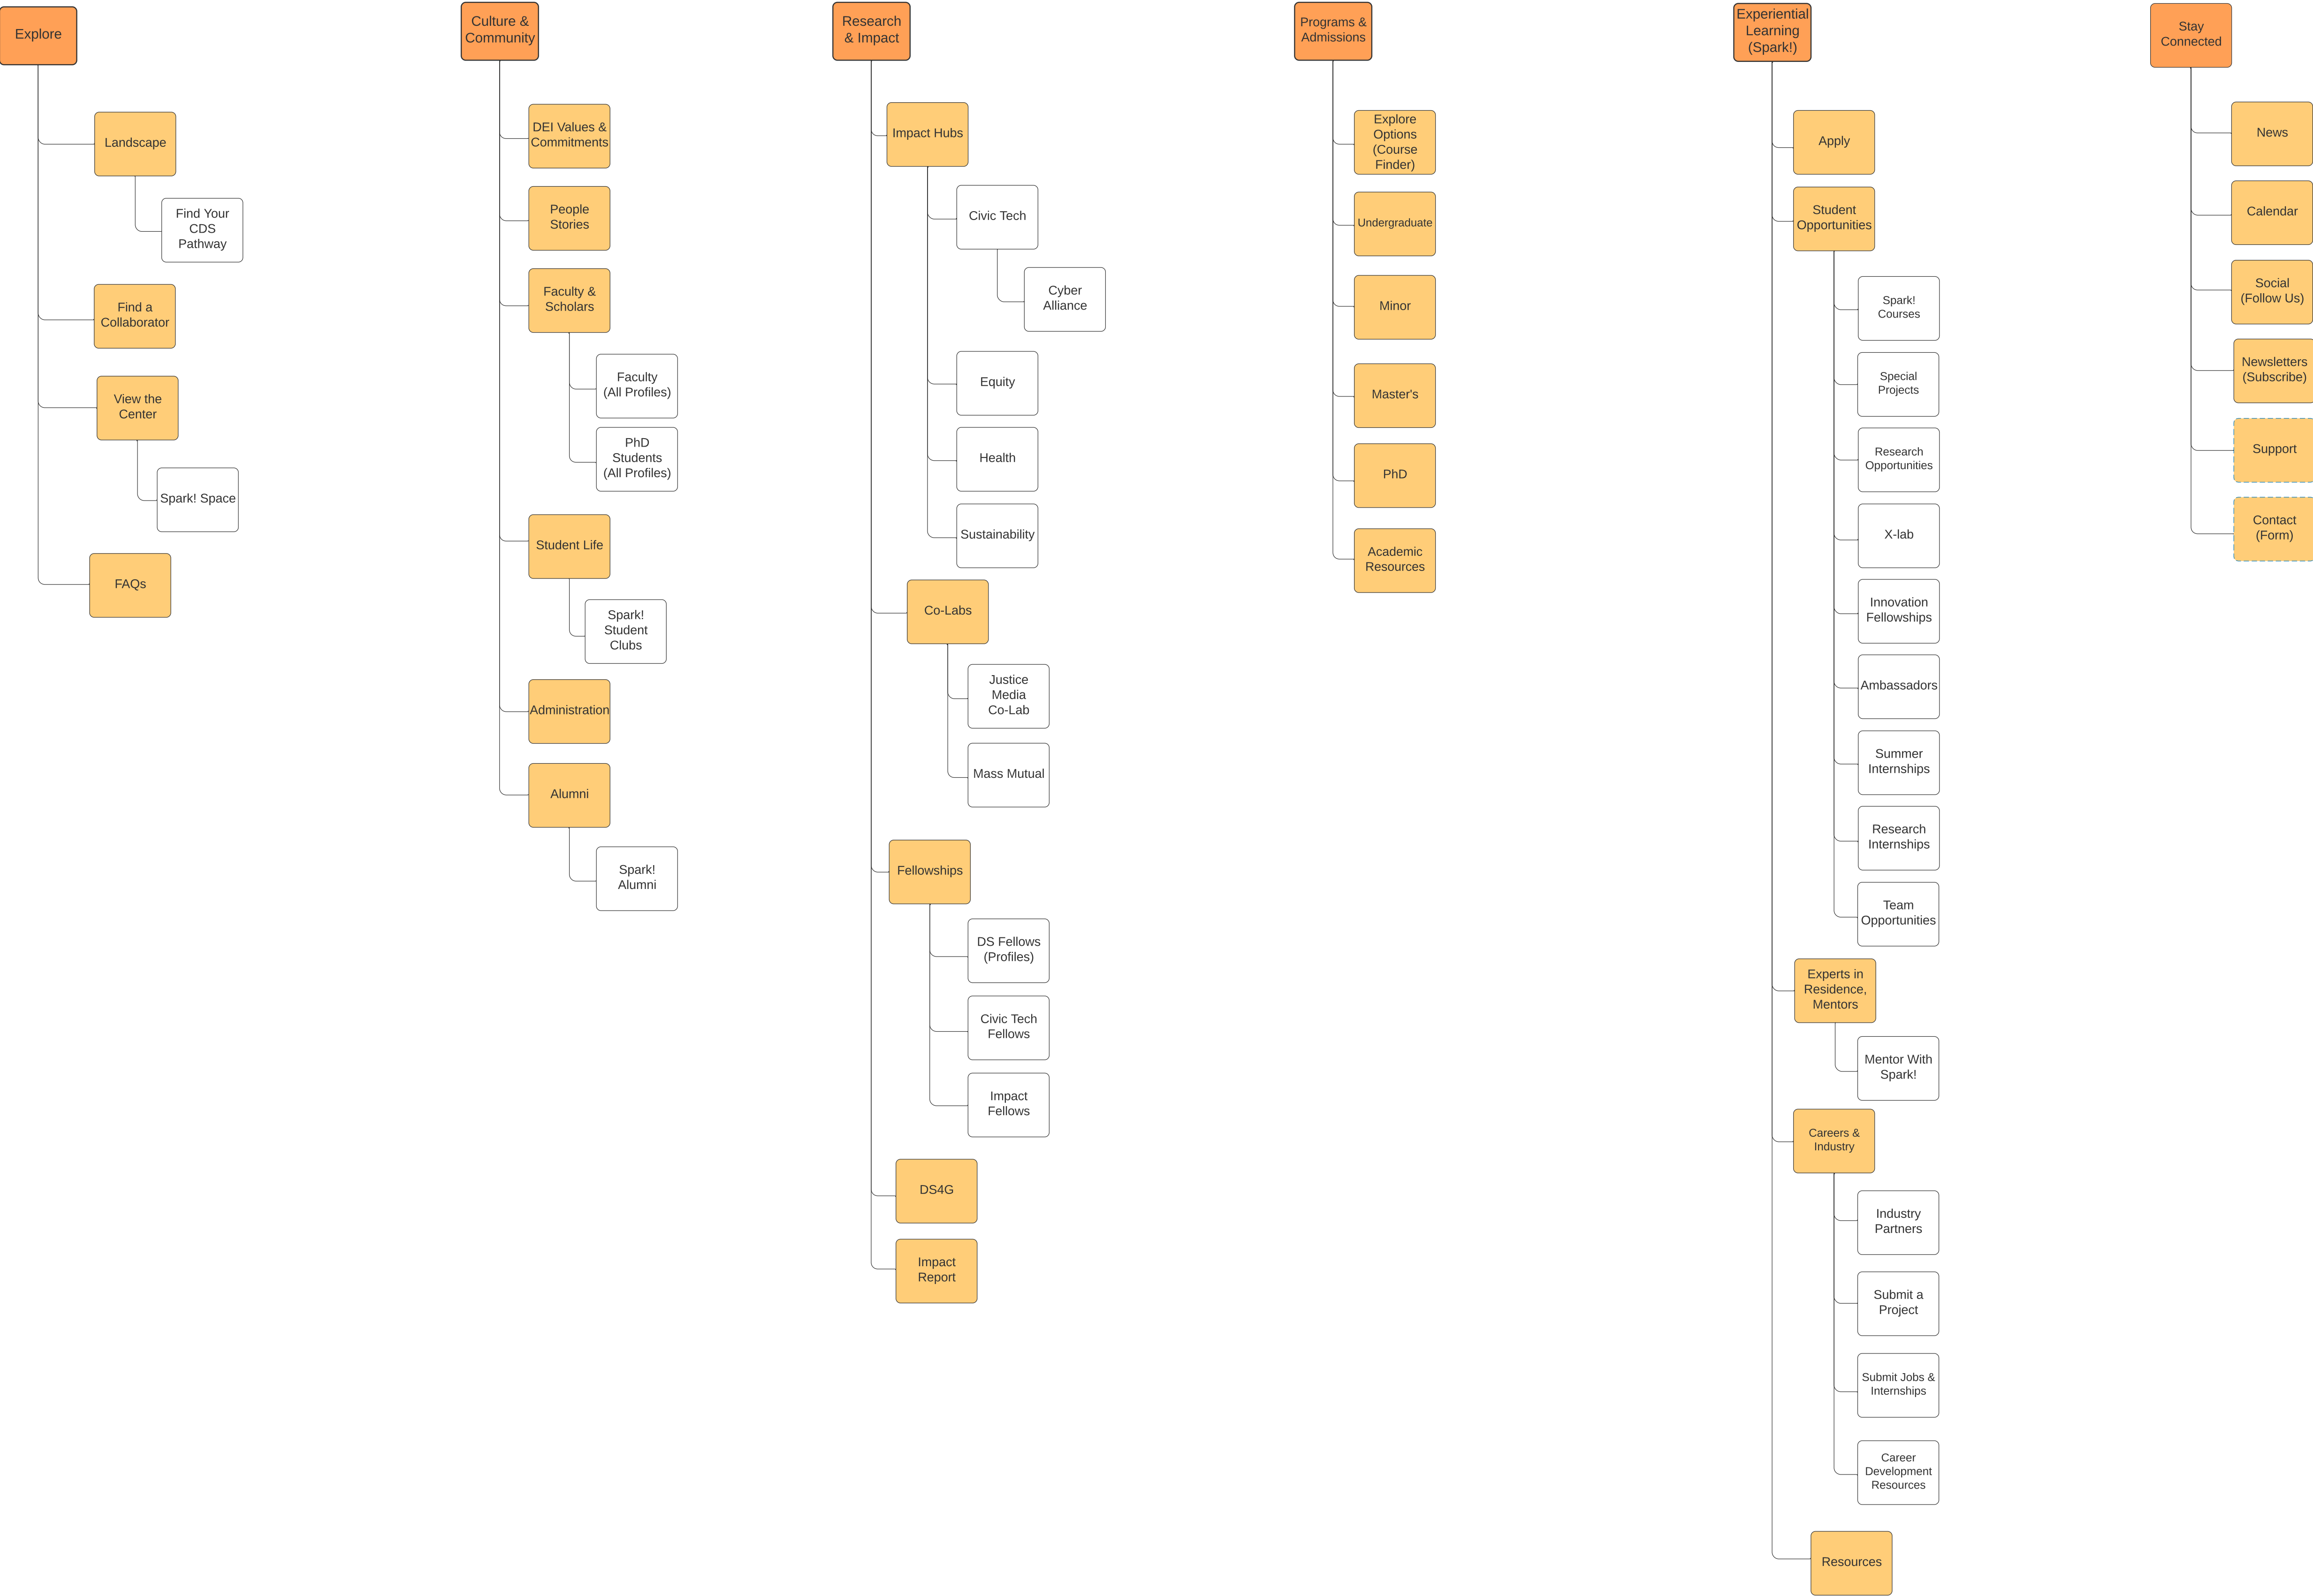 Explore
Landscape
Find Your
CDS
Pathway
Find a
Collaborator
View the
Center
Spark! Space
FAQs
Culture &
Community
DEI Values &
Commitments
People
Stories
Faculty &
Scholars
Faculty
(All Profiles)
PhD
Students
(All Profiles)
Student Life
Spark!
Student
Clubs
Administration
Alumni
Spark!
Alumni
Research
& Impact
Impact Hubs
Civic Tech
Cyber
Alliance
Equity
Health
Sustainability
Co-Labs
Justice
Media
Co-Lab
Mass Mutual
Fellowships
DS Fellows
(Profiles)
Civic Tech
Fellows
Impact
Fellows
DS4G
Impact
Report
Programs &
Admissions
Explore
Options
(Course
Finder)
Undergraduate
Minor
Master's
PhD
Academic
Resources
Experiential
Learning
(Spark!)
Apply
Student
Opportunities
Spark!
Courses
Special
Projects
Research
Opportunities
X-lab
Innovation
Fellowships
Ambassadors
Summer
Internships
Research
Internships
Team
Opportunities
Experts in
Residence,
Mentors
Mentor With
Spark!
Careers &
Industry
Industry
Partners
Submit a
Project
Submit Jobs &
Internships
Career
Development
Resources
Resources
Stay
Connected
News
Calendar
Social
(Follow Us)
Newsletters
(Subscribe)
Support
Contact
(Form)